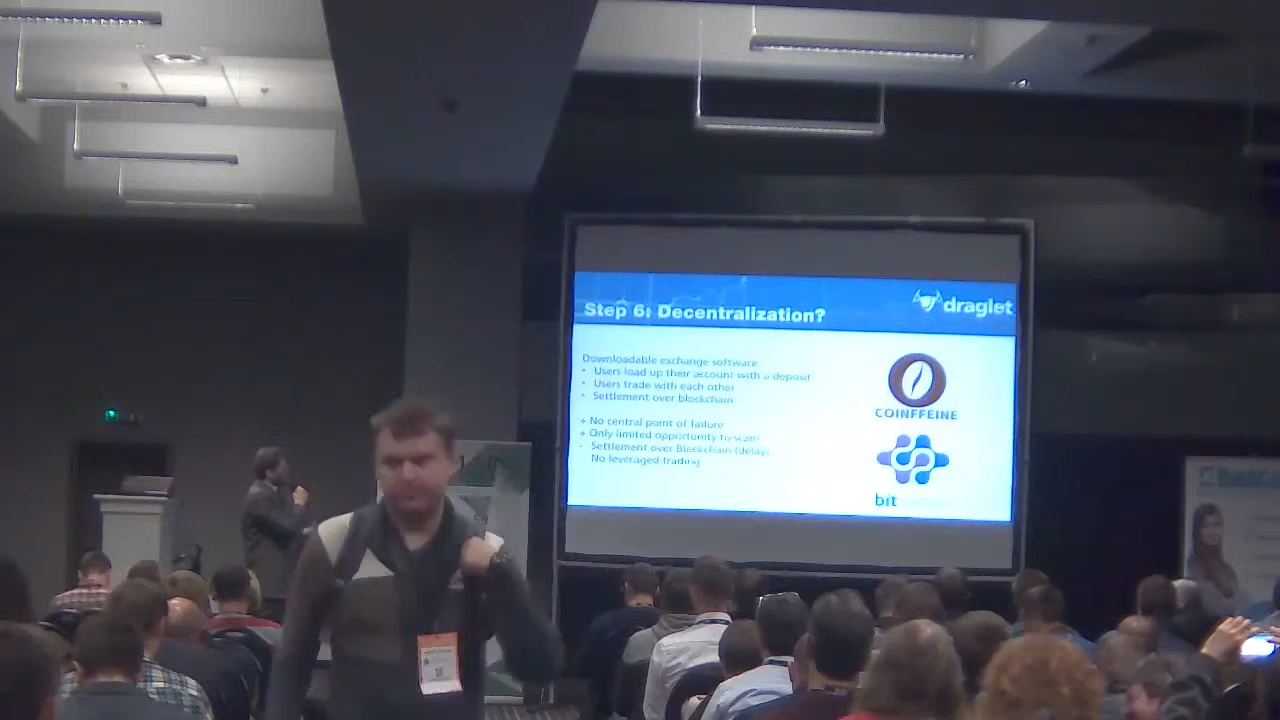 Step 6: Decentralization?
draglet
Downloadable exchange software
• Users load up their account with a deposit
• Users trade with each other
• Settlement over blockchain
+ No central point of failure
+ Only limited opportunity to scam
- Settlement over Blockchain (delay)
No leveraged trading
COINFFEINE
bit